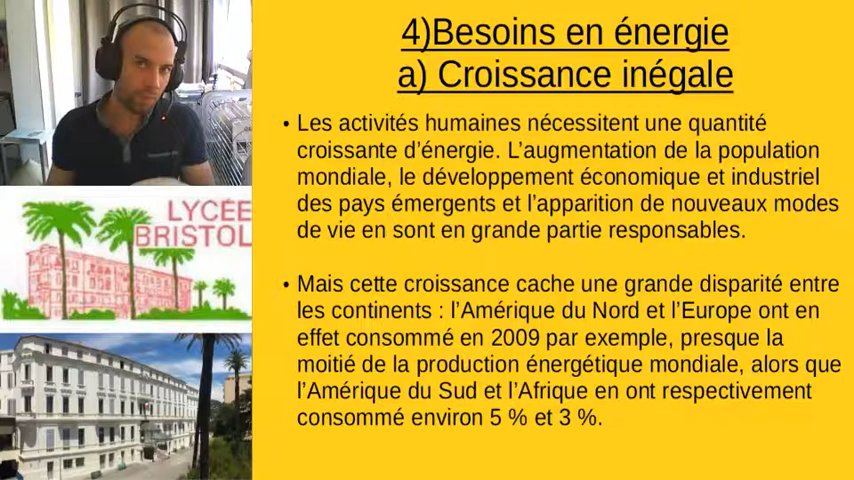 4)Besoins en énergie
a) Croissance inégale
• Les activités humaines nécessitent une quantité
croissante d’énergie. L’augmentation de la population
mondiale, le développement économique et industriel
des pays émergents et l’apparition de nouveaux modes
de vie en sont en grande partie responsables.
• Mais cette croissance cache une grande disparité entre
les continents : l’Amérique du Nord et l’Europe ont en
effet consommé en 2009 par exemple, presque la
moitié de la production énergétique mondiale, alors que
l’Amérique du Sud et l’Afrique en ont respectivement
consommé environ 5 % et 3 %.
LYCÉE
BRISTOL